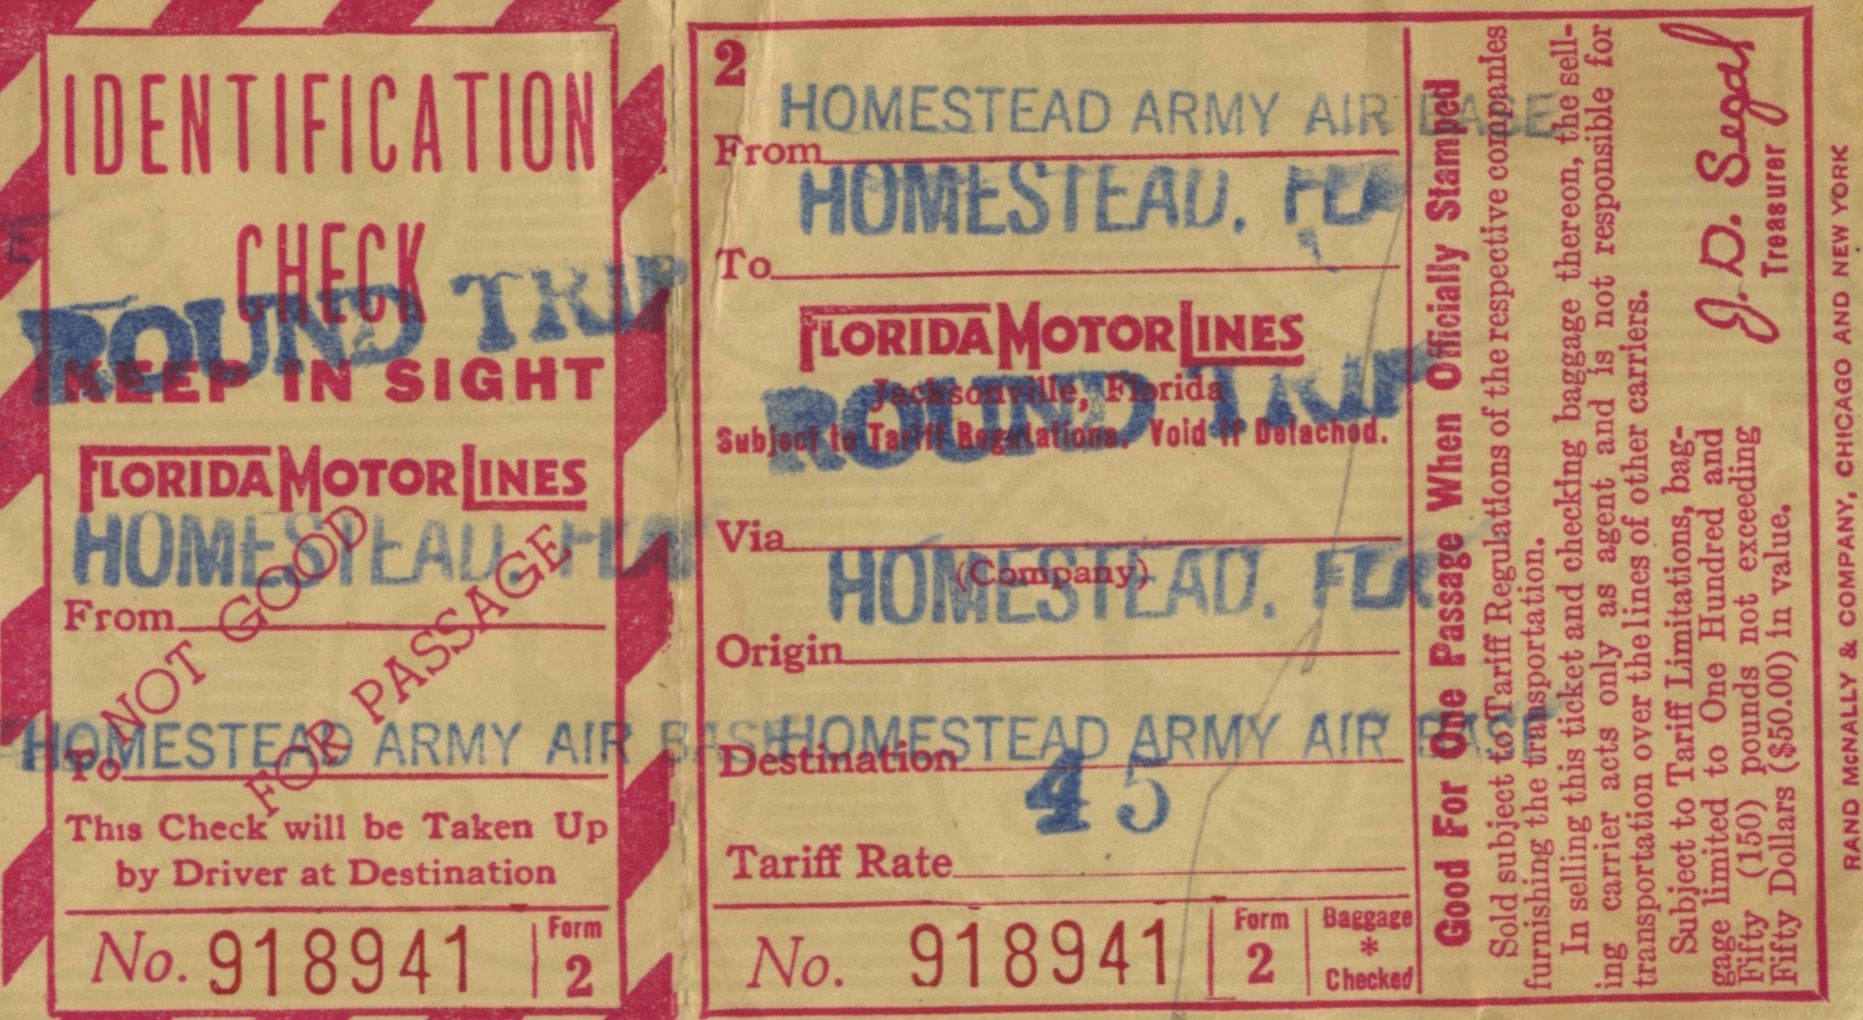 IDENTIFICATION
CHECK
ROUND TRIP
KEEP IN SIGHT
FLORIDA MOTOR LINES
HOMESTEAD, FLA
From
NOT GOOD
FOR PASSAGE
HOMESTEAD ARMY AIR BASE
To
This Check will be Taken Up
by Driver at Destination
No. 918941
Form
2
2
HOMESTEAD ARMY AIR BASE
From
HOMESTEAD, FLA
To
FLORIDA MOTOR LINES
Jacksonville, Florida
ROUND TRIP
Subject to Tariff Regulations. Void If Detached.
Via
(Company)
HOMESTEAD, FLA
Origin
HOMESTEAD ARMY AIR BASE
Destination
45
Tariff Rate
No. 918941
Form
2
Baggage
*
Checked
Good For One Passage When Officially Stamped
Sold subject to Tariff Regulations of the respective companies
furnishing the transportation.
In selling this ticket and checking baggage thereon, the sell-
ing carrier acts only as agent and is not responsible for
transportation over the lines of other carriers.
Subject to Tariff Limitations, bag-
gage limited to One Hundred and
Fifty (150) pounds not exceeding
Fifty Dollars ($50.00) in value.
J. D. Segal
Treasurer
RAND McNALLY & COMPANY, CHICAGO AND NEW YORK